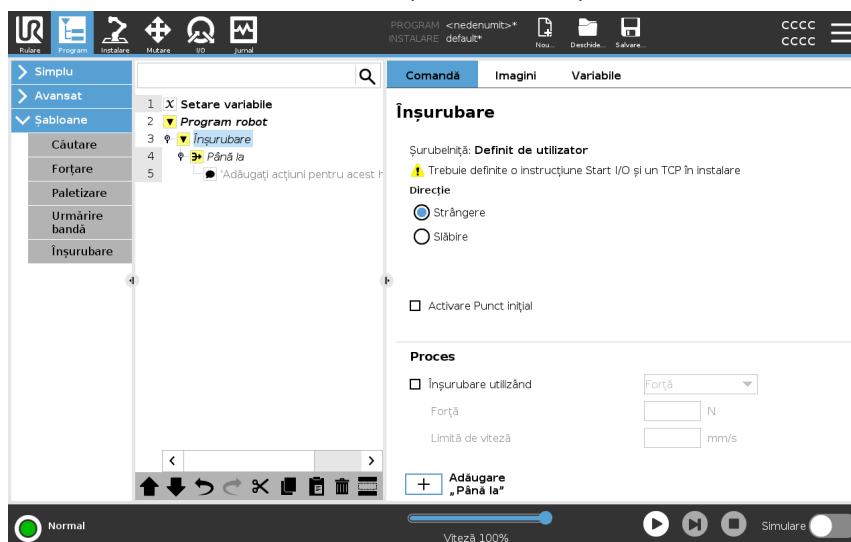 PROGRAM <nedenumit>*
INSTALARE default*
Rulare Program Instalare Mutare I/O Jurnal
Nou... Deschide... Salvare...
CCCC
CCCC
Simplu
Avansat
Șabloane
Căutare
Forțare
Paletizare
Urmărire bandă
Înșurubare
1 X Setare variabile
2 Program robot
3 Înșurubare
4 Până la
5 'Adăugați acțiuni pentru acest h
Comandă Imagini Variabile
Înșurubare
Șurubelniță: Definit de utilizator
Trebuie definite o instrucțiune Start I/O și un TCP în instalare
Direcție
Strângere
Slăbire
Activare Punct inițial
Proces
Înșurubare utilizând Forță
Forță N
Limită de viteză mm/s
Adăugare
„Până la”
Normal
Viteză 100%
Simulare